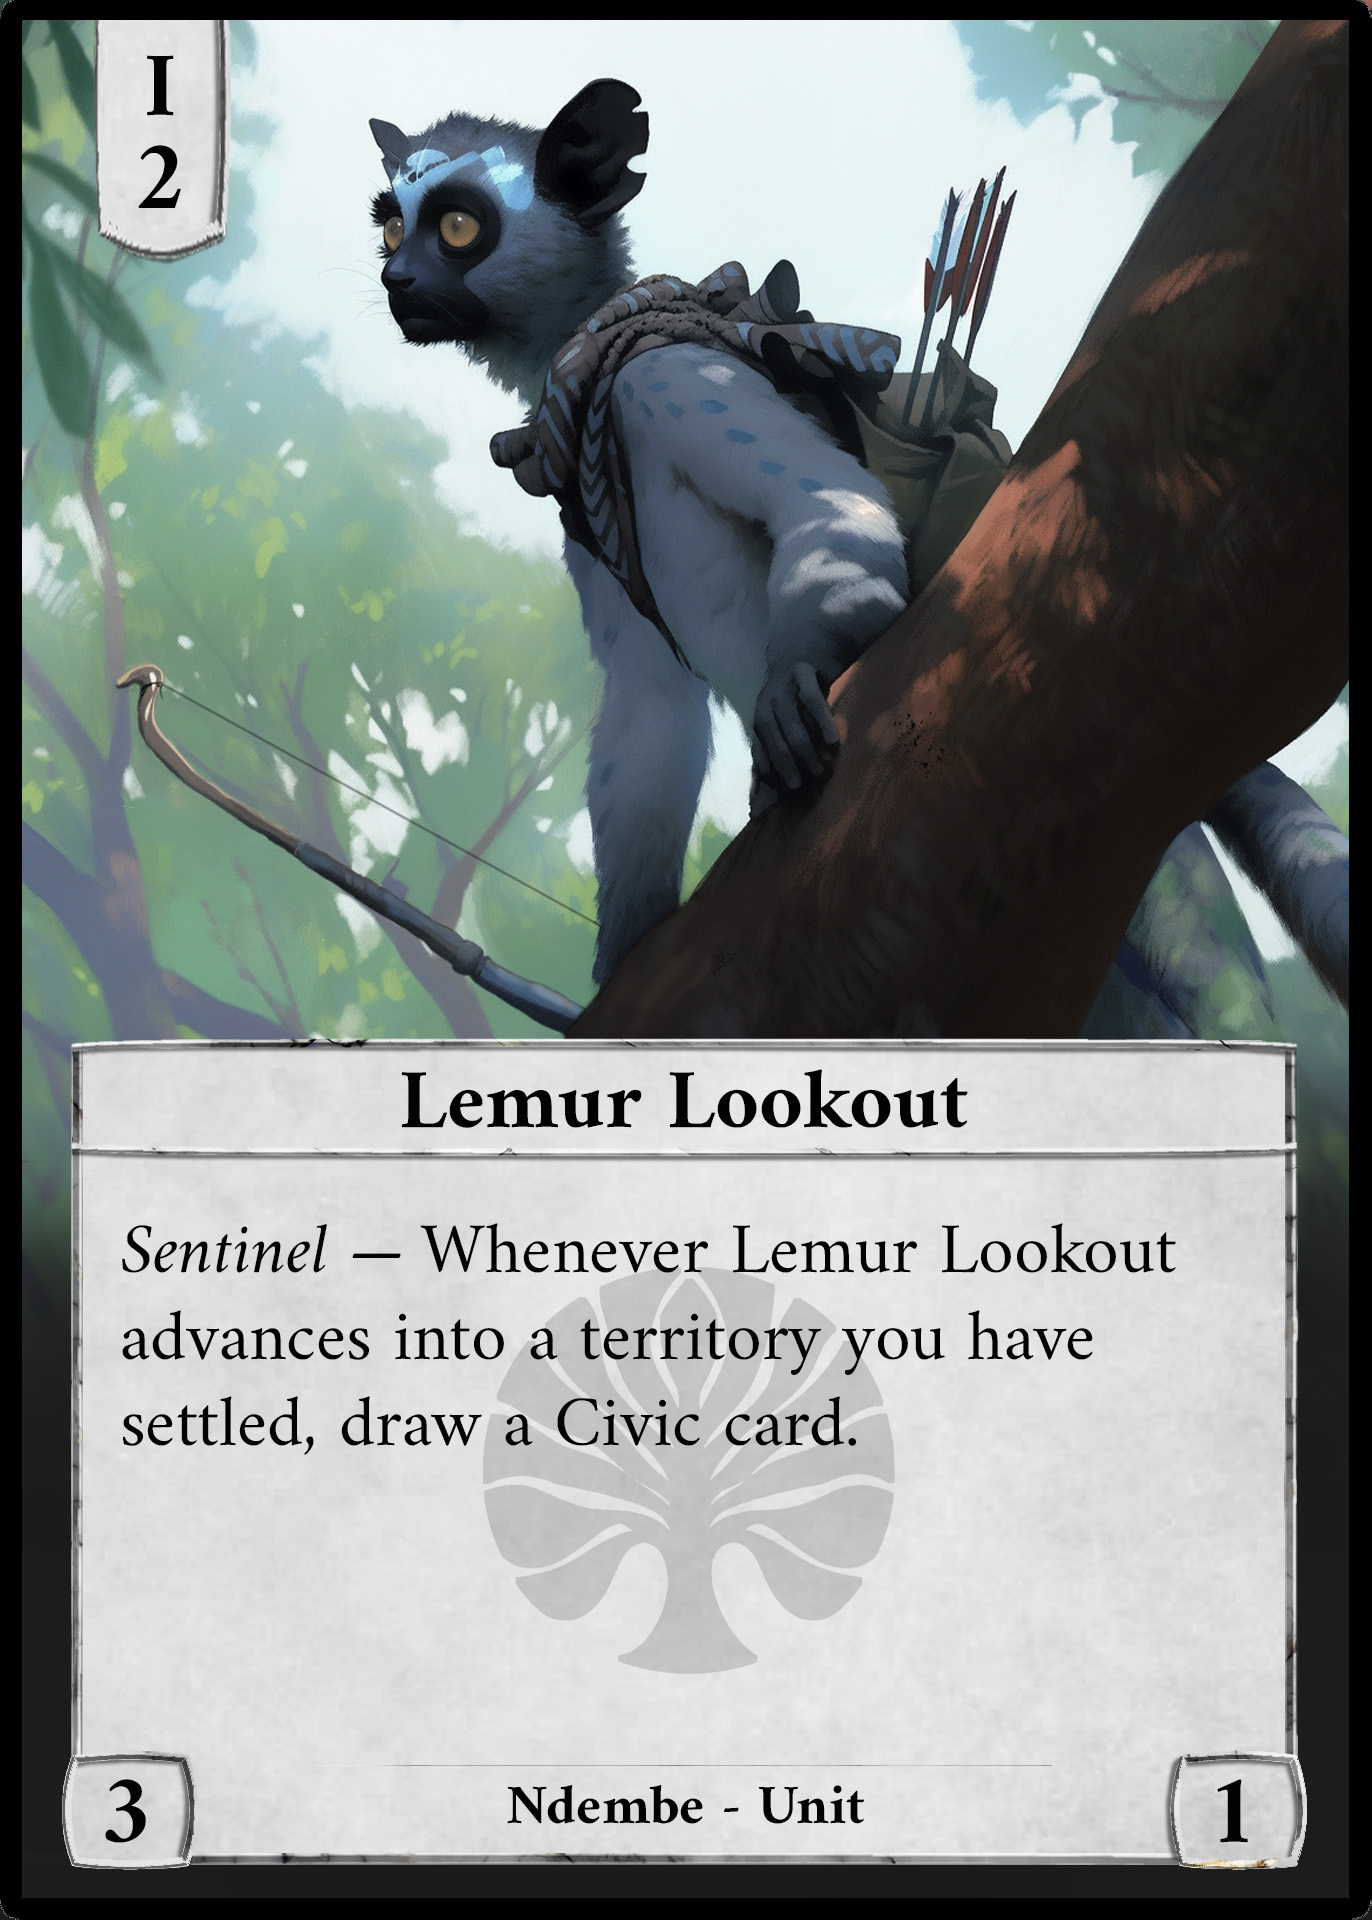 I
2
Lemur Lookout
Sentinel — Whenever Lemur Lookout
advances into a territory you have
settled, draw a Civic card.
3
Ndembe - Unit
1